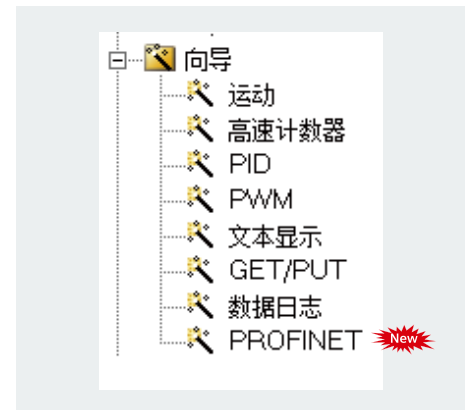 向导
运动
高速计数器
PID
PWM
文本显示
GET/PUT
数据日志
PROFINET New